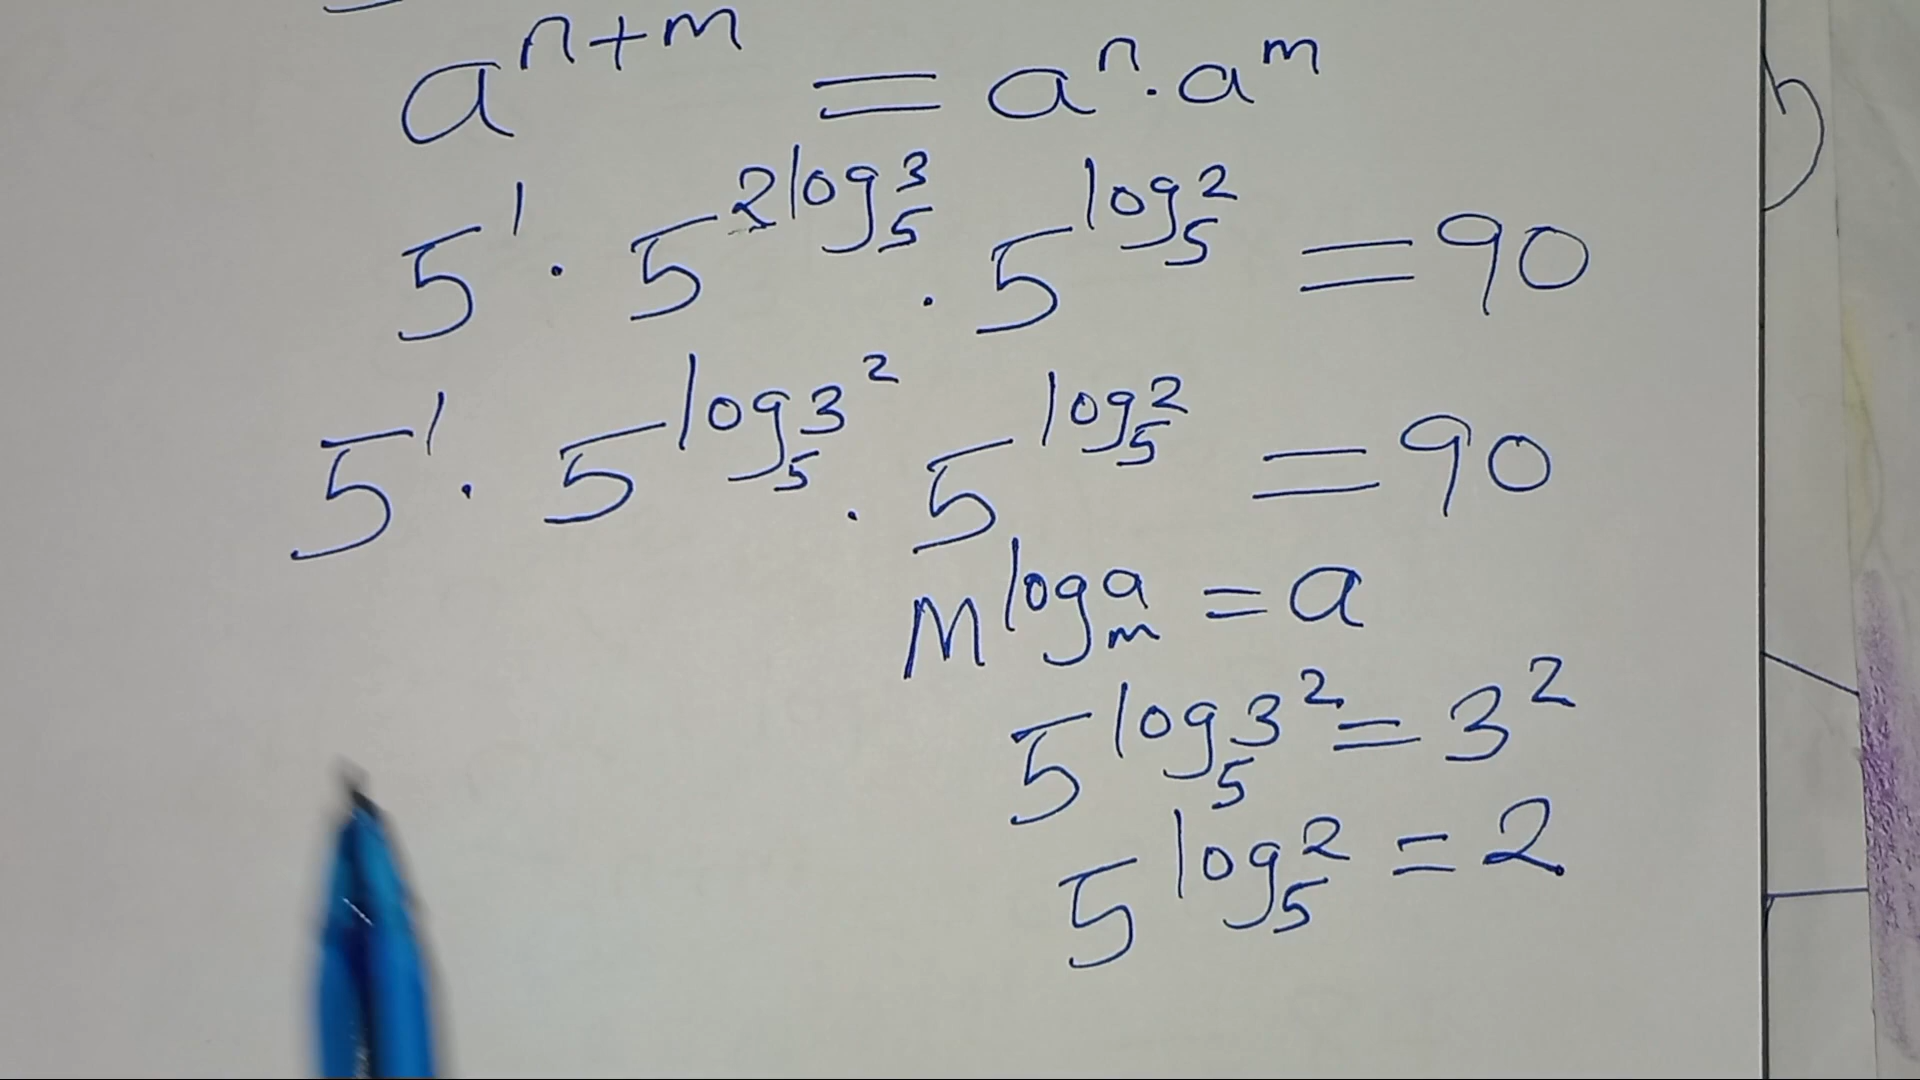 a^{n+m} = a^n · a^m
5^1 · 5^{2log_5 3} · 5^{log_5 2} = 90
5^1 · 5^{log_5 3^2} · 5^{log_5 2} = 90
M^{log_m a} = a
5^{log_5 3^2} = 3^2
5^{log_5 2} = 2